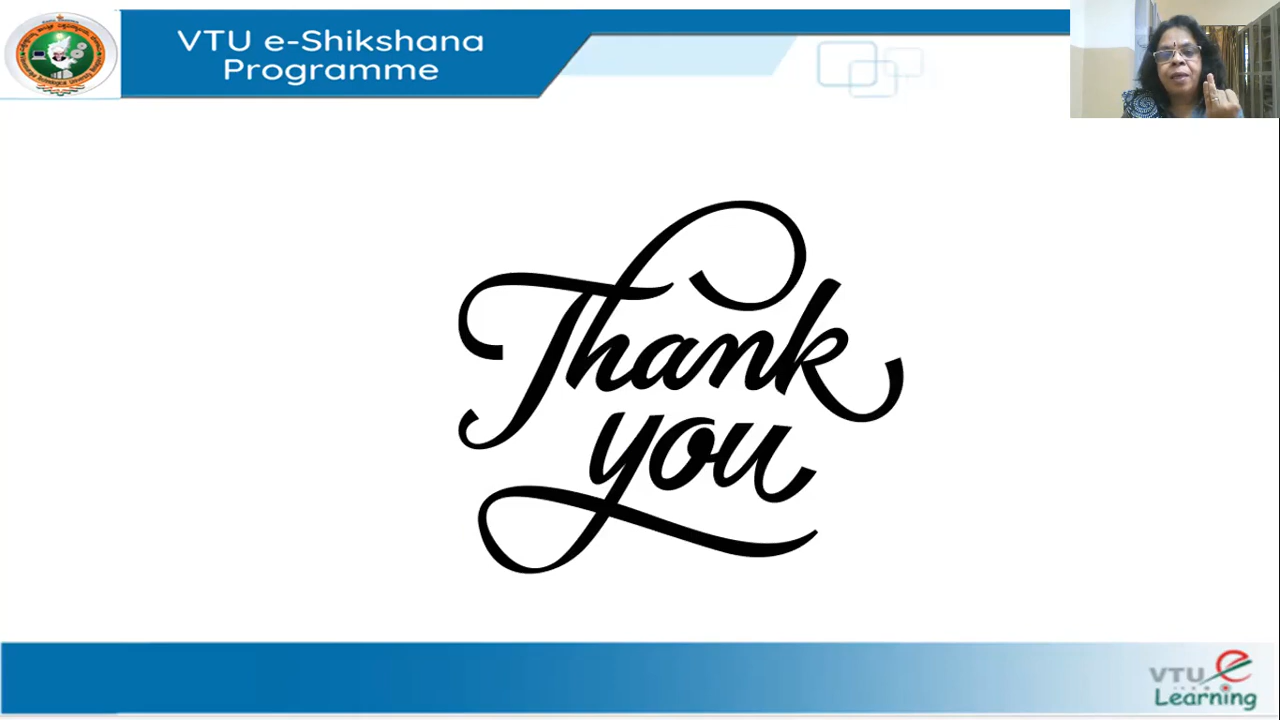 VTU e-Shikshana
Programme
Thank
you
VTU e
Learning